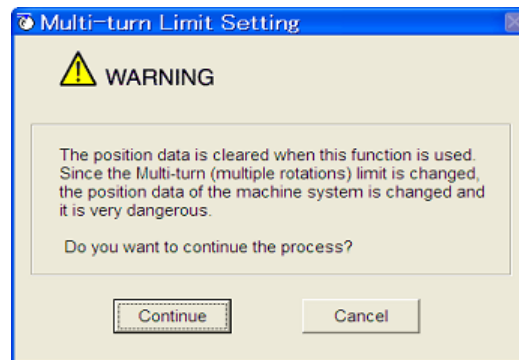 Multi-turn Limit Setting
WARNING
The position data is cleared when this function is used.
Since the Multi-turn (multiple rotations) limit is changed,
the position data of the machine system is changed and
it is very dangerous.
Do you want to continue the process?
Continue
Cancel